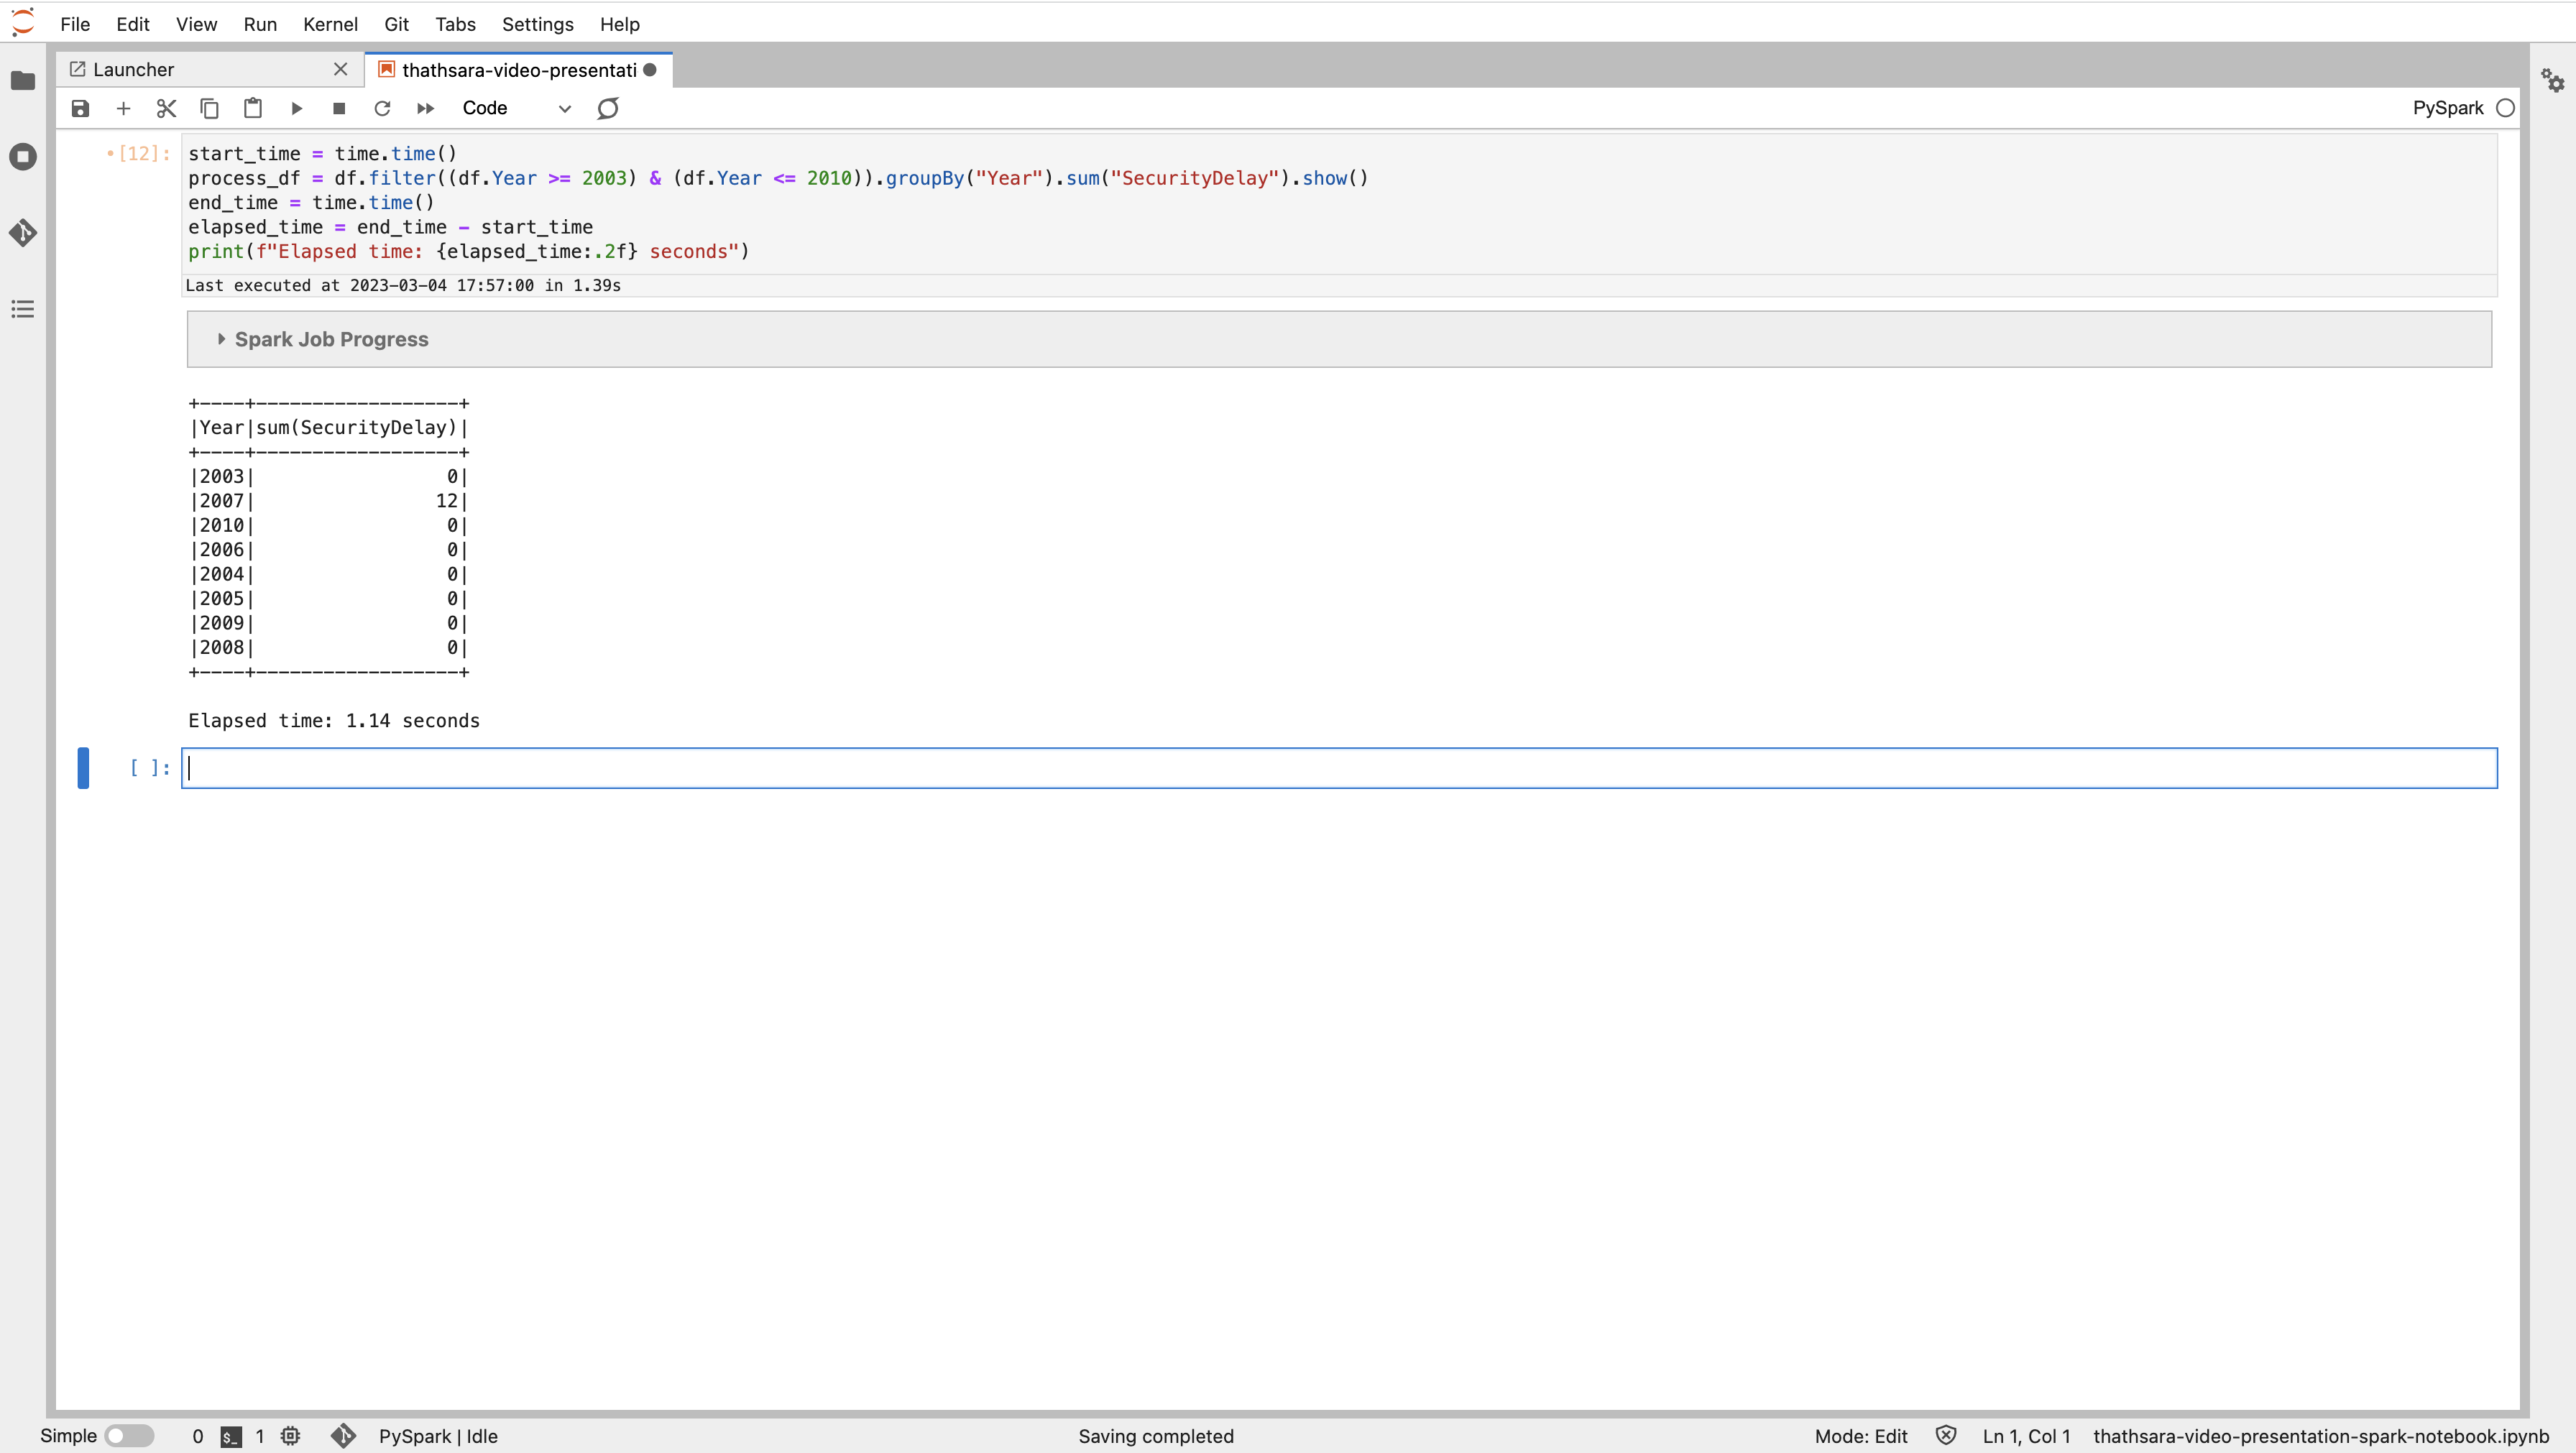 File Edit View Run Kernel Git Tabs Settings Help
Launcher
thathsara-video-presentati
Code
PySpark
[12]:
start_time = time.time()
process_df = df.filter((df.Year >= 2003) & (df.Year <= 2010)).groupBy("Year").sum("SecurityDelay").show()
end_time = time.time()
elapsed_time = end_time - start_time
print(f"Elapsed time: {elapsed_time:.2f} seconds")
Last executed at 2023-03-04 17:57:00 in 1.39s
Spark Job Progress
+----+------------------+
|Year|sum(SecurityDelay)|
+----+------------------+
|2003|                 0|
|2007|                12|
|2010|                 0|
|2006|                 0|
|2004|                 0|
|2005|                 0|
|2009|                 0|
|2008|                 0|
+----+------------------+
Elapsed time: 1.14 seconds
[ ]:
Simple 0 $_ 1 PySpark | Idle Saving completed Mode: Edit Ln 1, Col 1 thathsara-video-presentation-spark-notebook.ipynb